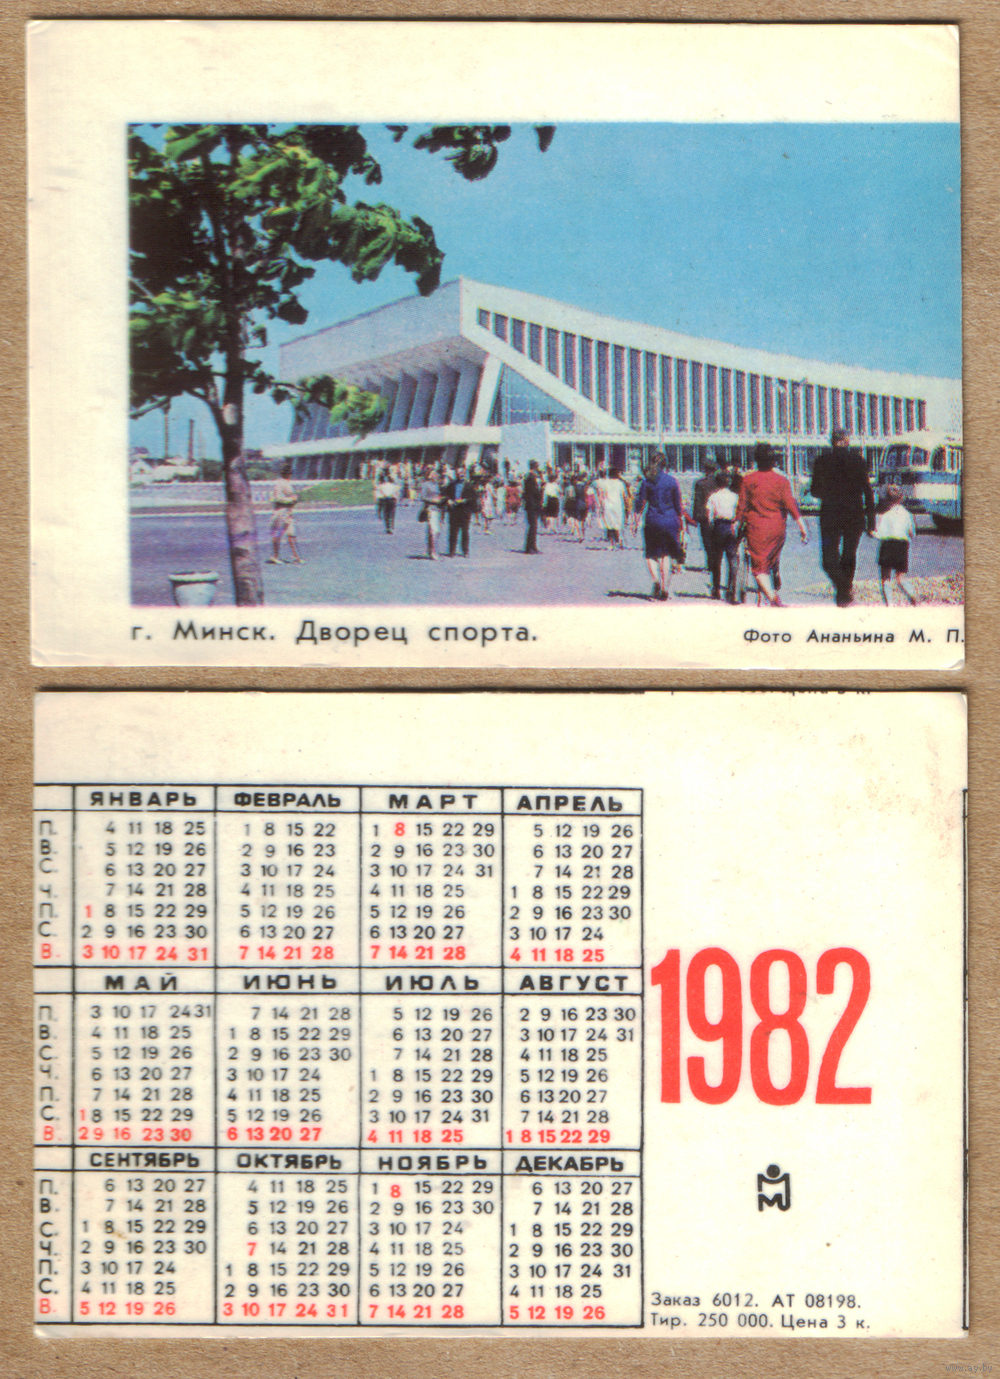 г. Минск. Дворец спорта.
Фото Ананьина М. П.
ЯНВАРЬ ФЕВРАЛЬ МАРТ АПРЕЛЬ
П. 4 11 18 25 1 8 15 22 1 8 15 22 29 5 12 19 26
В. 5 12 19 26 2 9 16 23 2 9 16 23 30 6 13 20 27
С. 6 13 20 27 3 10 17 24 3 10 17 24 31 7 14 21 28
Ч. 7 14 21 28 4 11 18 25 4 11 18 25 1 8 15 22 29
П. 1 8 15 22 29 5 12 19 26 5 12 19 26 2 9 16 23 30
С. 2 9 16 23 30 6 13 20 27 6 13 20 27 3 10 17 24
В. 3 10 17 24 31 7 14 21 28 7 14 21 28 4 11 18 25
МАЙ ИЮНЬ ИЮЛЬ АВГУСТ
П. 3 10 17 24 31 7 14 21 28 5 12 19 26 2 9 16 23 30
В. 4 11 18 25 1 8 15 22 29 6 13 20 27 3 10 17 24 31
С. 5 12 19 26 2 9 16 23 30 7 14 21 28 4 11 18 25
Ч. 6 13 20 27 3 10 17 24 1 8 15 22 29 5 12 19 26
П. 7 14 21 28 4 11 18 25 2 9 16 23 30 6 13 20 27
С. 1 8 15 22 29 5 12 19 26 3 10 17 24 31 7 14 21 28
В. 2 9 16 23 30 6 13 20 27 4 11 18 25 1 8 15 22 29
СЕНТЯБРЬ ОКТЯБРЬ НОЯБРЬ ДЕКАБРЬ
П. 6 13 20 27 4 11 18 25 1 8 15 22 29 6 13 20 27
В. 7 14 21 28 5 12 19 26 2 9 16 23 30 7 14 21 28
С. 1 8 15 22 29 6 13 20 27 3 10 17 24 1 8 15 22 29
Ч. 2 9 16 23 30 7 14 21 28 4 11 18 25 2 9 16 23 30
П. 3 10 17 24 1 8 15 22 29 5 12 19 26 3 10 17 24 31
С. 4 11 18 25 2 9 16 23 30 6 13 20 27 4 11 18 25
В. 5 12 19 26 3 10 17 24 31 7 14 21 28 5 12 19 26
1982
Заказ 6012. АТ 08198.
Тир. 250 000. Цена 3 к.